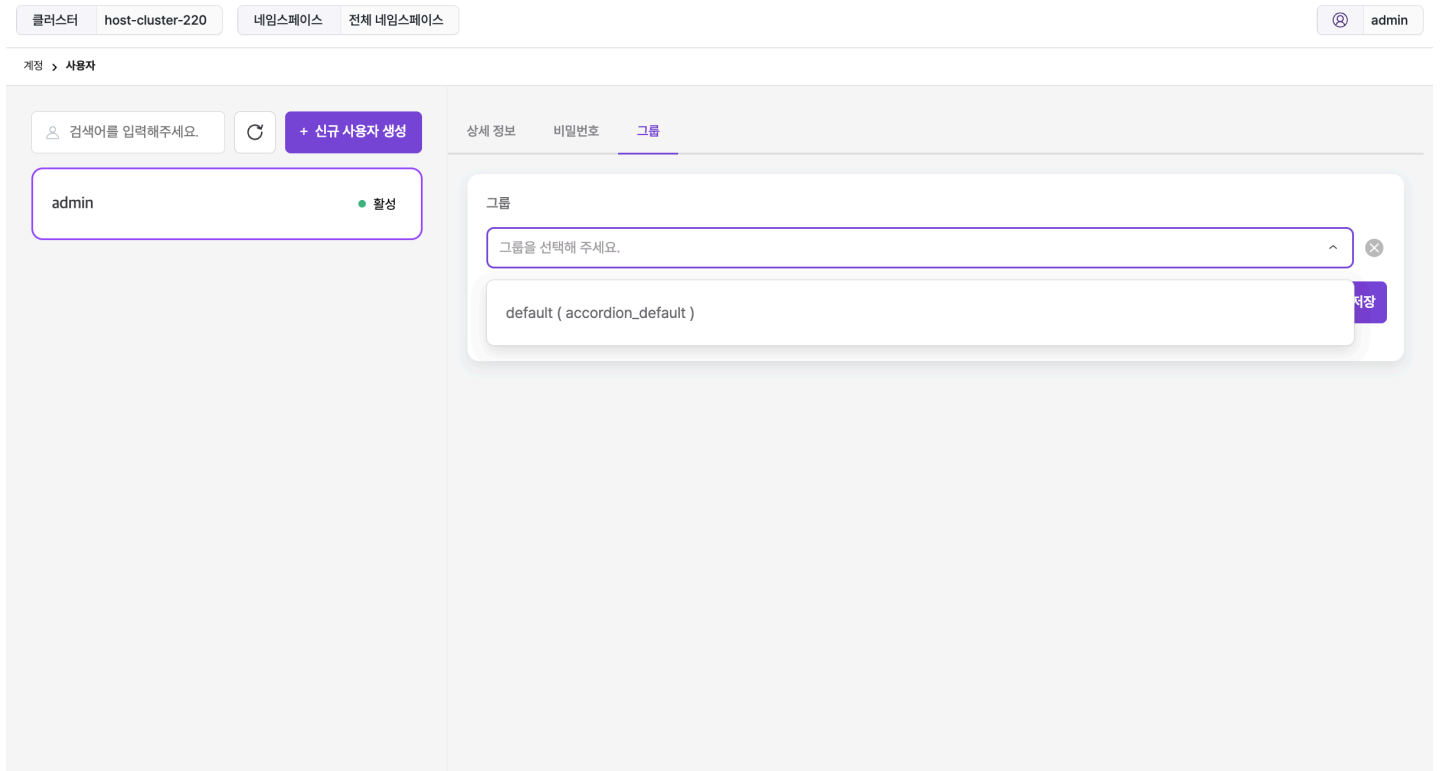 클러스터 host-cluster-220 네임스페이스 전체 네임스페이스 admin
계정 > 사용자
검색어를 입력해주세요. + 신규 사용자 생성
admin 활성
상세 정보 비밀번호 그룹
그룹
그룹을 선택해 주세요.
default ( accordion_default )
저장